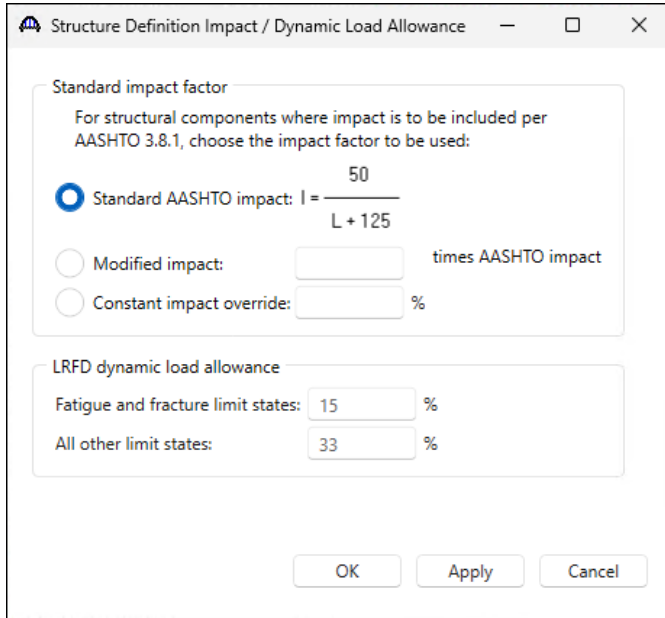 Structure Definition Impact / Dynamic Load Allowance
Standard impact factor
For structural components where impact is to be included per
AASHTO 3.8.1, choose the impact factor to be used:
50
Standard AASHTO impact: I =
L + 125
Modified impact: times AASHTO impact
Constant impact override: %
LRFD dynamic load allowance
Fatigue and fracture limit states: 15 %
All other limit states: 33 %
OK Apply Cancel